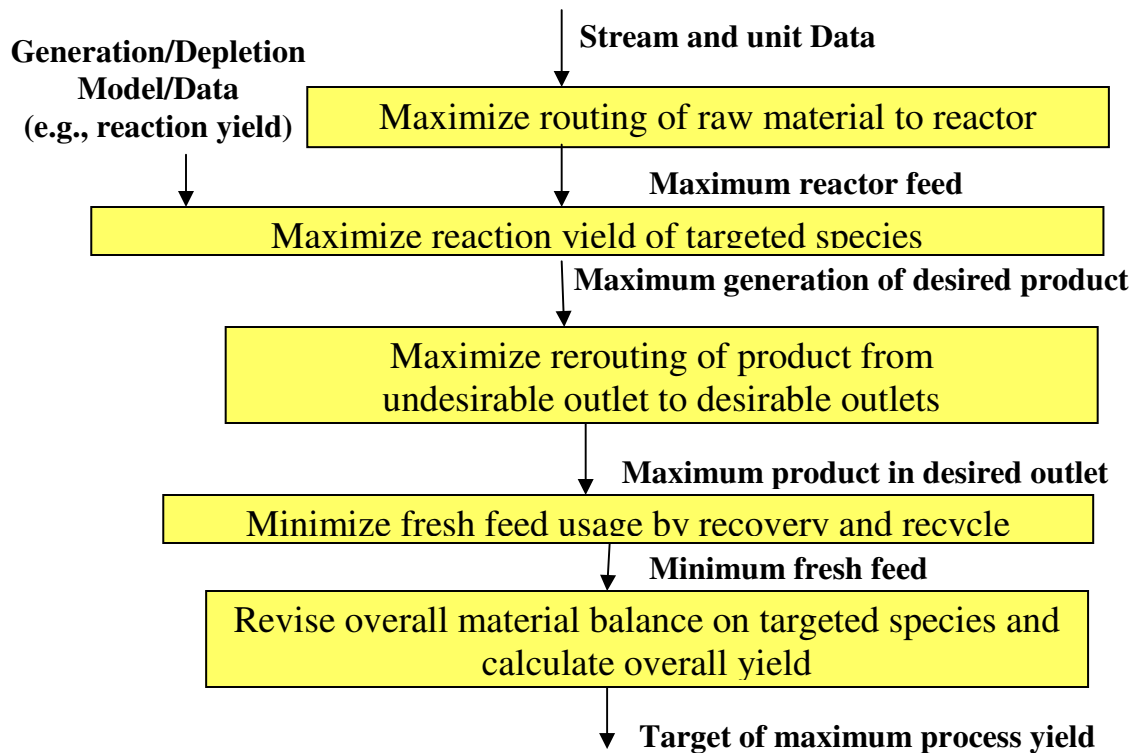 Stream and unit Data
Generation/Depletion
Model/Data
(e.g., reaction yield)
Maximize routing of raw material to reactor
Maximum reactor feed
Maximize reaction yield of targeted species
Maximum generation of desired product
Maximize rerouting of product from
undesirable outlet to desirable outlets
Maximum product in desired outlet
Minimize fresh feed usage by recovery and recycle
Minimum fresh feed
Revise overall material balance on targeted species and
calculate overall yield
Target of maximum process yield